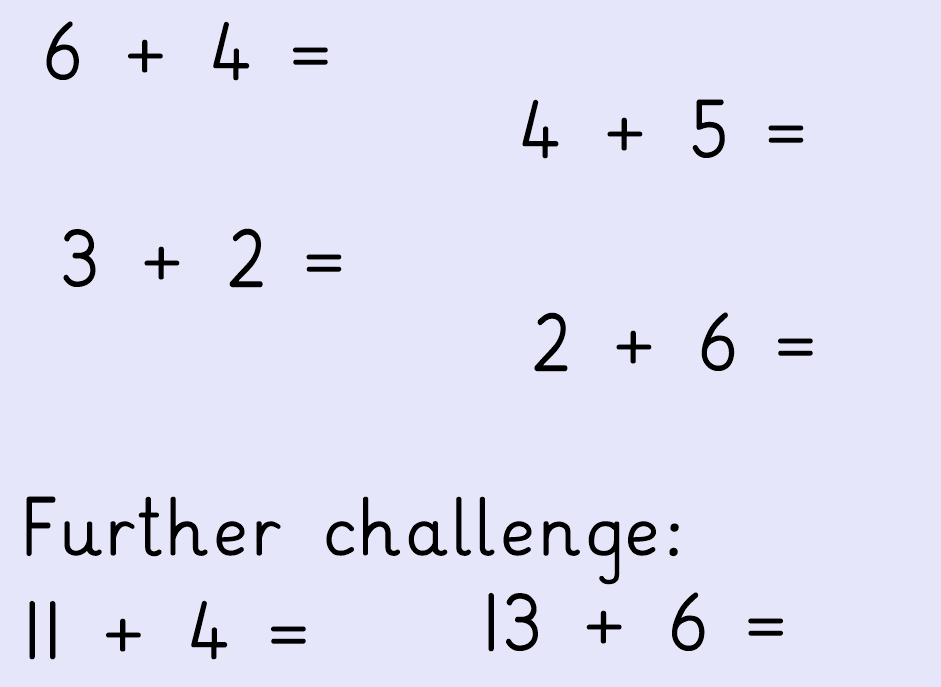 6 + 4 =
4 + 5 =
3 + 2 =
2 + 6 =
Further challenge:
11 + 4 =
13 + 6 =